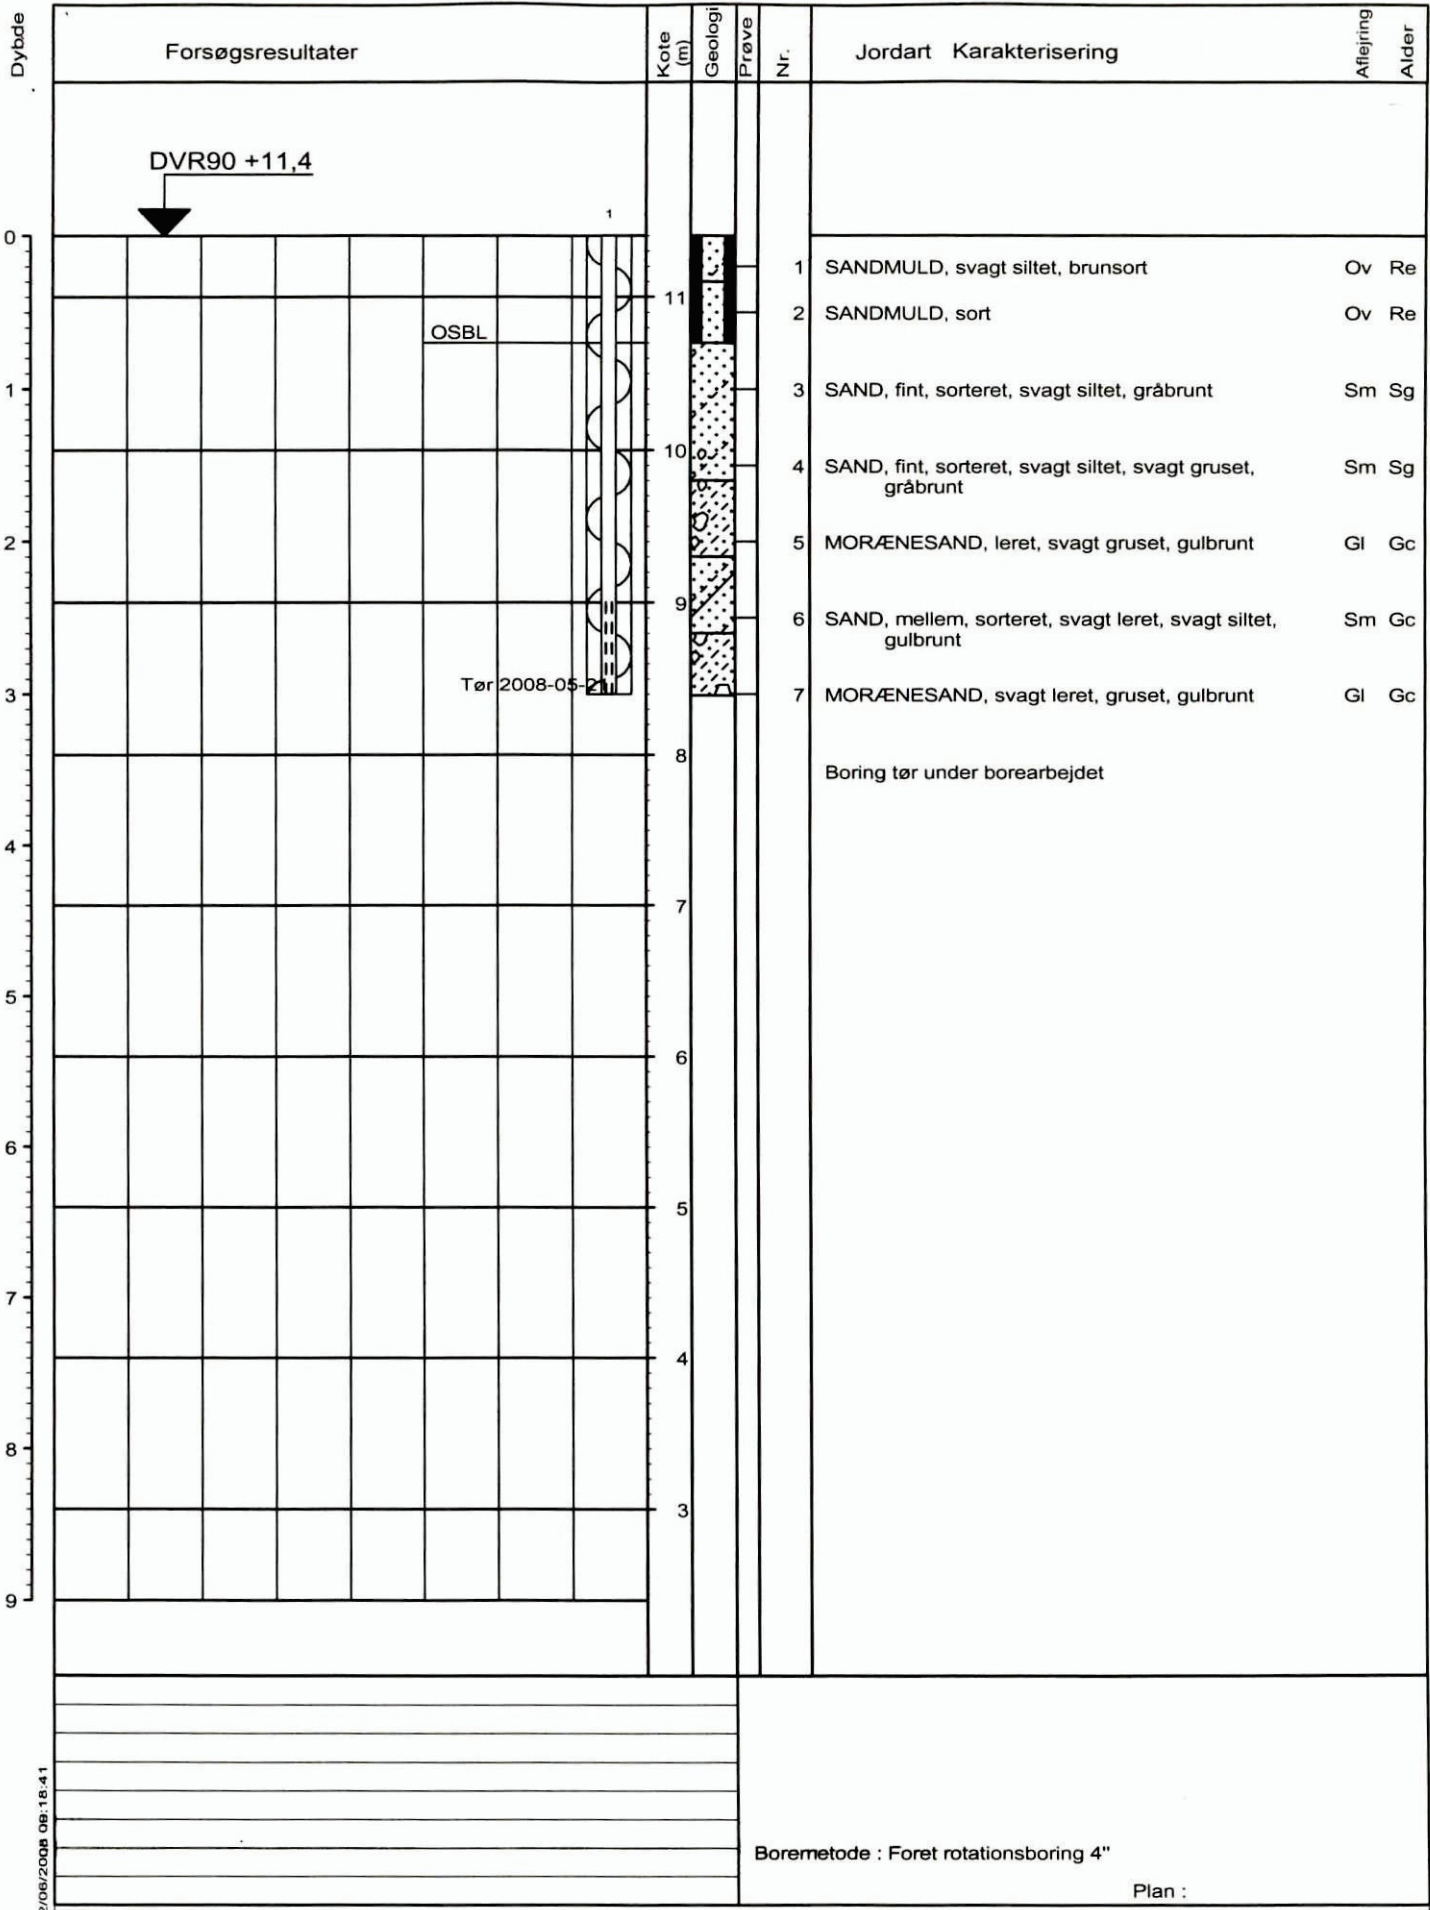 Dybde
Forsøgsresultater
Kote (m)
Geologi
Prøve
Nr.
Jordart Karakterisering
Aflejring
Alder
DVR90 +11,4
1
0
1
2
3
4
5
6
7
8
9
OSBL
Tør 2008-05-2
11
10
9
8
7
6
5
4
3
1 SANDMULD, svagt siltet, brunsort Ov Re
2 SANDMULD, sort Ov Re
3 SAND, fint, sorteret, svagt siltet, gråbrunt Sm Sg
4 SAND, fint, sorteret, svagt siltet, svagt gruset, Sm Sg
gråbrunt
5 MORÆNESAND, leret, svagt gruset, gulbrunt Gl Gc
6 SAND, mellem, sorteret, svagt leret, svagt siltet, Sm Gc
gulbrunt
7 MORÆNESAND, svagt leret, gruset, gulbrunt Gl Gc
Boring tør under borearbejdet
2/06/2008 09:18:41
Boremetode : Foret rotationsboring 4"
Plan :